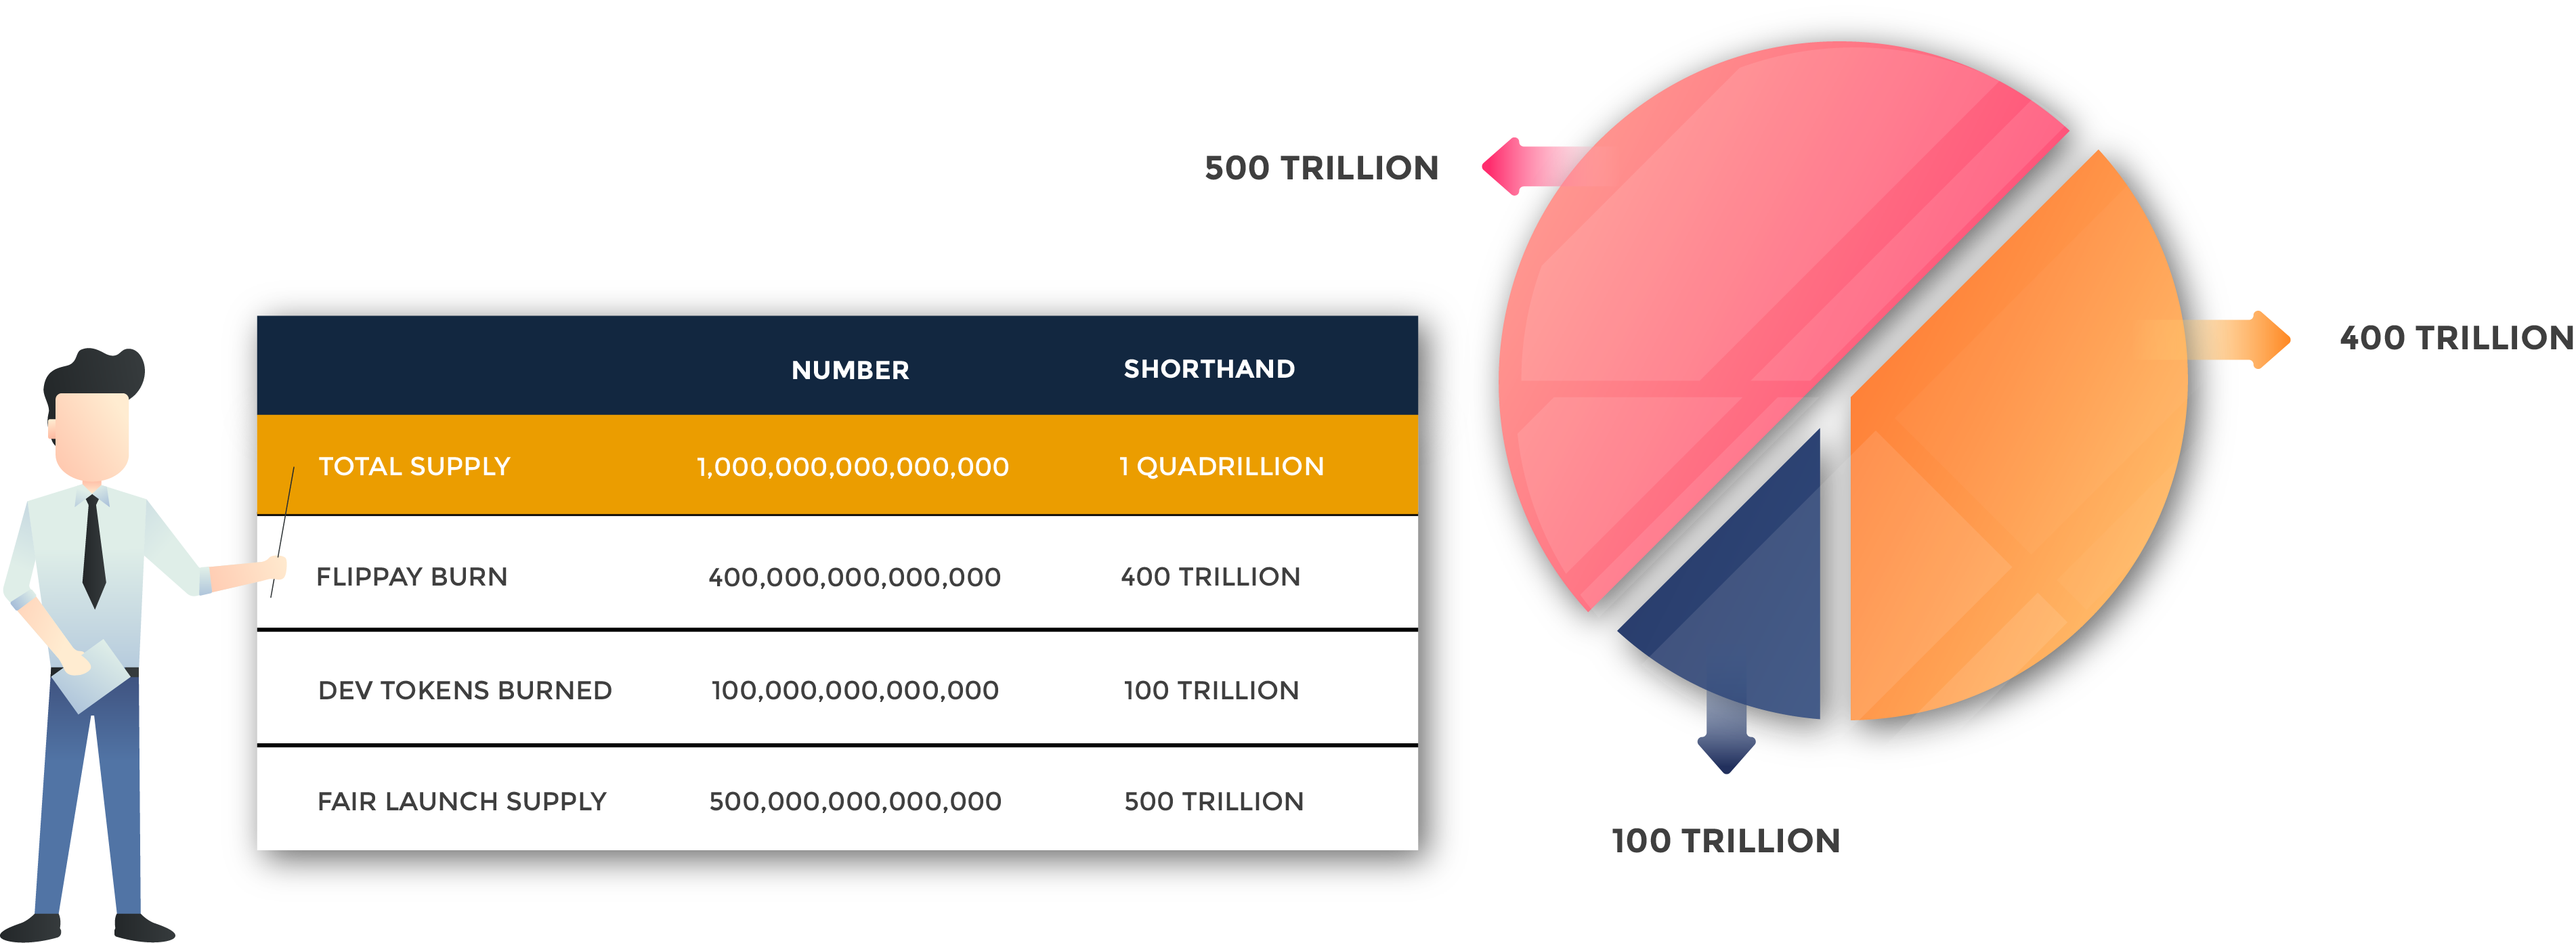 NUMBER SHORTHAND
TOTAL SUPPLY 1,000,000,000,000,000 1 QUADRILLION
FLIPPAY BURN 400,000,000,000,000 400 TRILLION
DEV TOKENS BURNED 100,000,000,000,000 100 TRILLION
FAIR LAUNCH SUPPLY 500,000,000,000,000 500 TRILLION
500 TRILLION
400 TRILLION
100 TRILLION